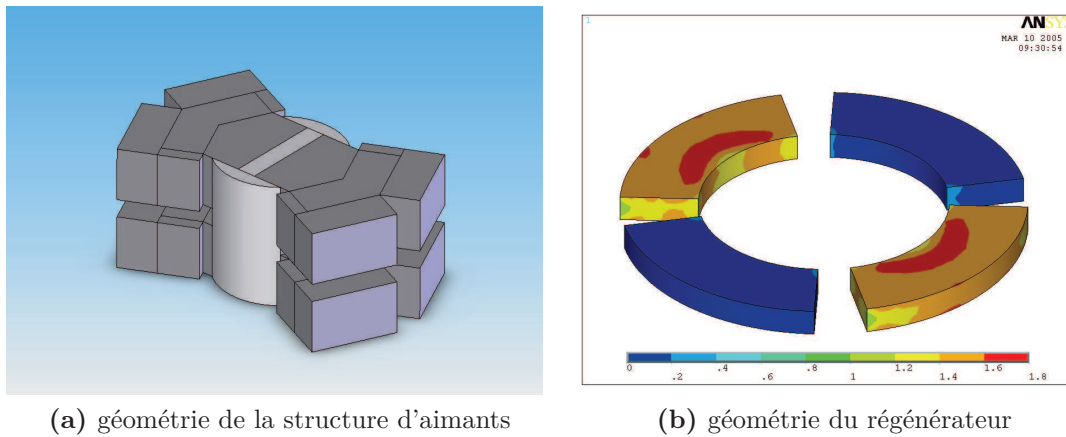 1
ANSY
MAR 10 2005
09:30:54
0 .2 .4 .6 .8 1 1.2 1.4 1.6 1.8
(a) géométrie de la structure d'aimants
(b) géométrie du régénérateur